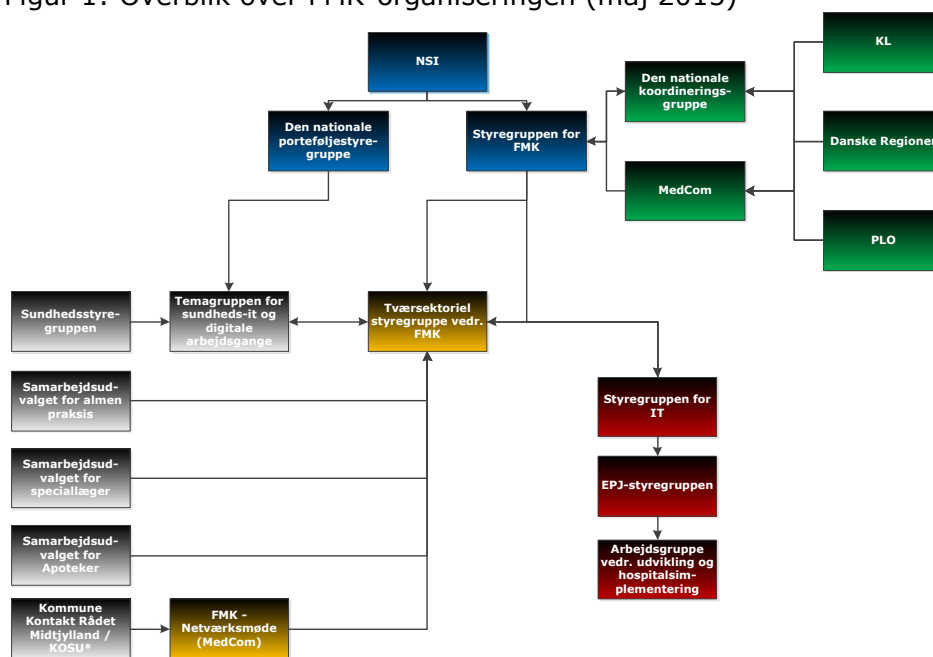 Figur 1: Overblik over FMK-organiseringen (maj 2015)
KL
NSI
Den nationale
koordinerings-
gruppe
Den nationale
porteføljestyre-
gruppe
Styregruppen for
FMK
Danske Regioner
MedCom
PLO
Sundhedsstyre-
gruppen
Temagruppen for
sundheds-it og
digitale
arbejdsgange
Tværsektoriel
styregruppe vedr.
FMK
Samarbejdsud-
valget for almen
praksis
Styregruppen for
IT
Samarbejdsud-
valget for
speciallæger
EPJ-styregruppen
Samarbejdsud-
valget for
Apoteker
Arbejdsgruppe
vedr. udvikling og
hospitalsim-
plementering
Kommune
Kontakt Rådet
Midtjylland /
KOSU*
FMK -
Netværksmøde
(MedCom)